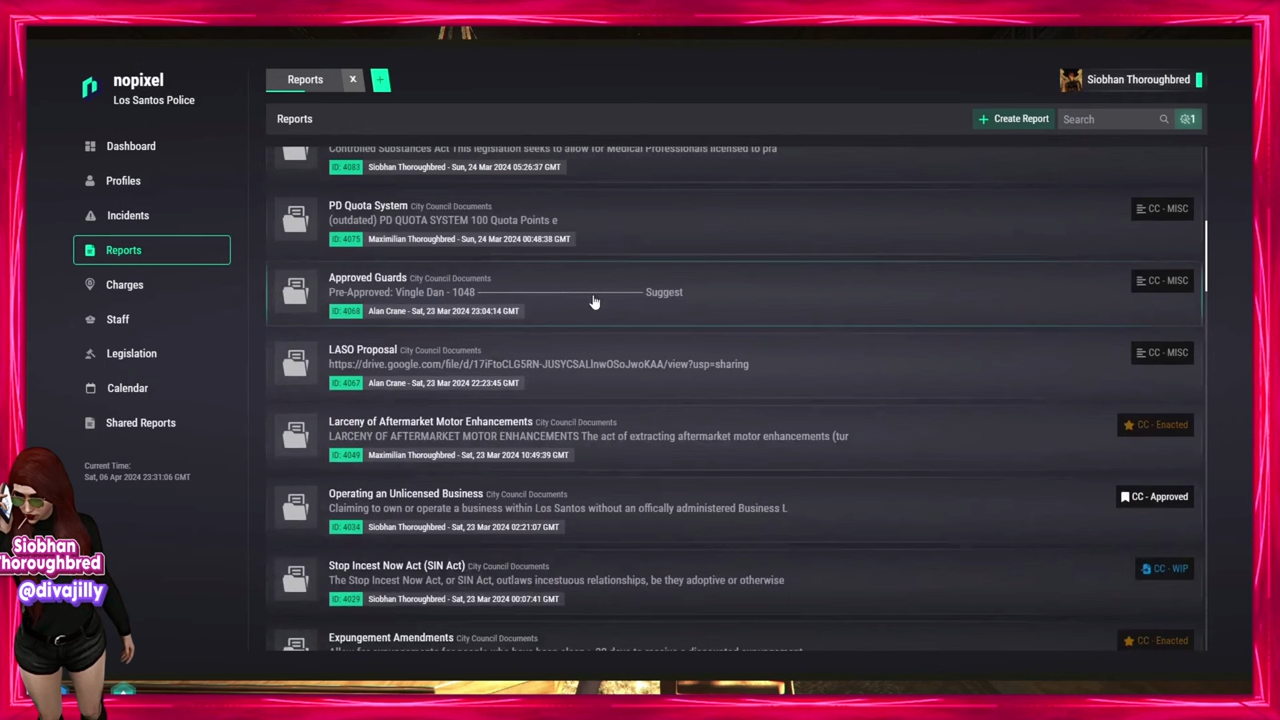 nopixel
Los Santos Police
Reports
x
+
Siobhan Thoroughbred
Reports
+ Create Report
Search
1
Dashboard
Profiles
Incidents
Reports
Charges
Staff
Legislation
Calendar
Shared Reports
Current Time:
Sat, 06 Apr 2024 23:31:06 GMT
Controlled Substances Act This legislation seeks to allow for Medical Professionals licensed to pra
ID: 4083 Siobhan Thoroughbred - Sun, 24 Mar 2024 05:26:37 GMT
PD Quota System City Council Documents
(outdated) PD QUOTA SYSTEM 100 Quota Points e
ID: 4075 Maximilian Thoroughbred - Sun, 24 Mar 2024 00:48:38 GMT
CC - MISC
Approved Guards City Council Documents
Pre-Approved: Vingle Dan - 1048 —————————————— Suggest
ID: 4068 Alan Crane - Sat, 23 Mar 2024 23:04:14 GMT
CC - MISC
LASO Proposal City Council Documents
https://drive.google.com/file/d/17iFtoCLG5RN-JUSYCSALlnwOSoJwoKAA/view?usp=sharing
ID: 4067 Alan Crane - Sat, 23 Mar 2024 22:23:45 GMT
CC - MISC
Larceny of Aftermarket Motor Enhancements City Council Documents
LARCENY OF AFTERMARKET MOTOR ENHANCEMENTS The act of extracting aftermarket motor enhancements (tur
ID: 4049 Maximilian Thoroughbred - Sat, 23 Mar 2024 10:49:39 GMT
CC - Enacted
Operating an Unlicensed Business City Council Documents
Claiming to own or operate a business within Los Santos without an offically administered Business L
ID: 4034 Siobhan Thoroughbred - Sat, 23 Mar 2024 02:21:07 GMT
CC - Approved
Stop Incest Now Act (SIN Act) City Council Documents
The Stop Incest Now Act, or SIN Act, outlaws incestuous relationships, be they adoptive or otherwise
ID: 4029 Siobhan Thoroughbred - Sat, 23 Mar 2024 00:07:41 GMT
CC - WIP
Expungement Amendments City Council Documents
CC - Enacted
Siobhan
Thoroughbred
@divajilly